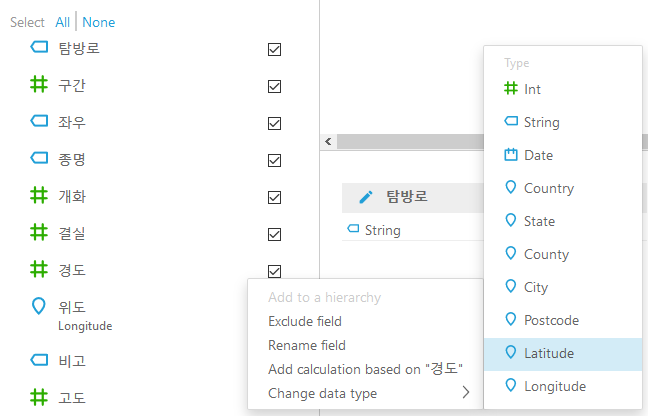 Select All None
탐방로
구간
좌우
종명
개화
결실
경도
위도
Longitude
비고
고도
탐방로
String
Add to a hierarchy
Exclude field
Rename field
Add calculation based on "경도"
Change data type
Type
Int
String
Date
Country
State
County
City
Postcode
Latitude
Longitude